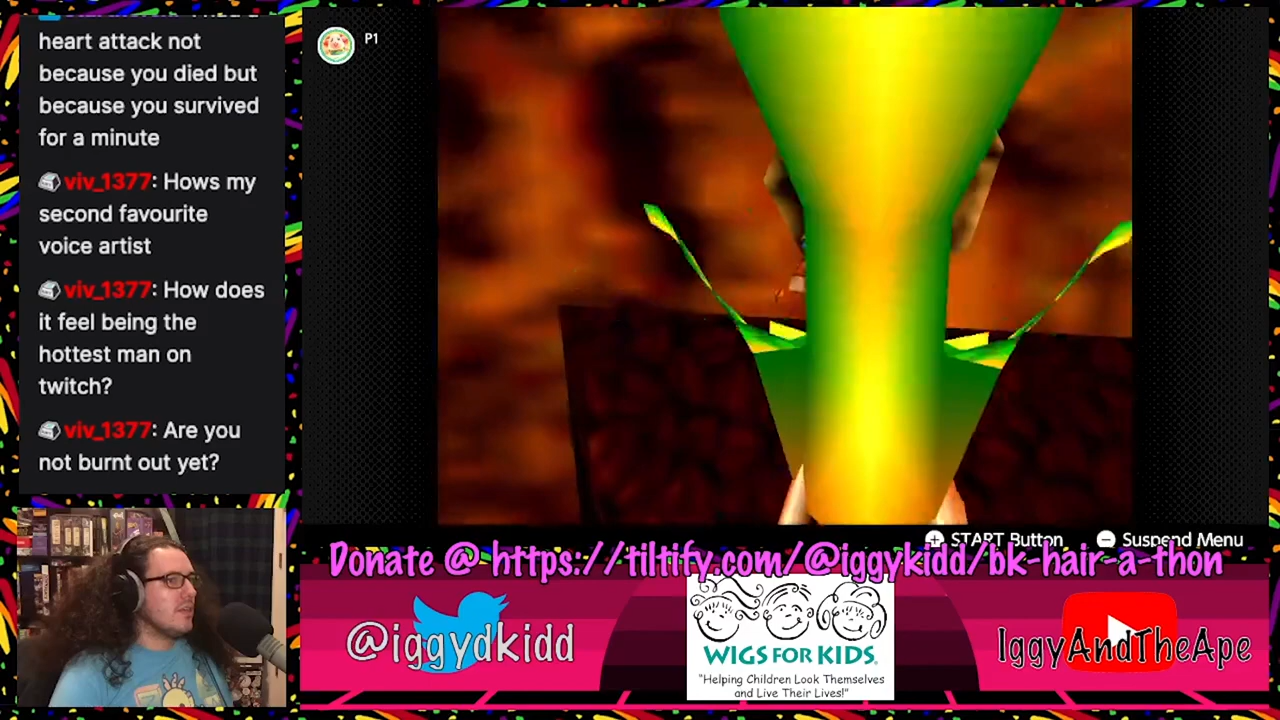 heart attack not
because you died but
because you survived
for a minute
viv_1377: Hows my
second favourite
voice artist
viv_1377: How does
it feel being the
hottest man on
twitch?
viv_1377: Are you
not burnt out yet?
P1
START Button
Suspend Menu
Donate @ https://tiltify.com/@iggykidd/bk-hair-a-thon
@iggydkidd
WIGS FOR KIDS.
"Helping Children Look Themselves
and Live Their Lives!"
IggyAndTheApe